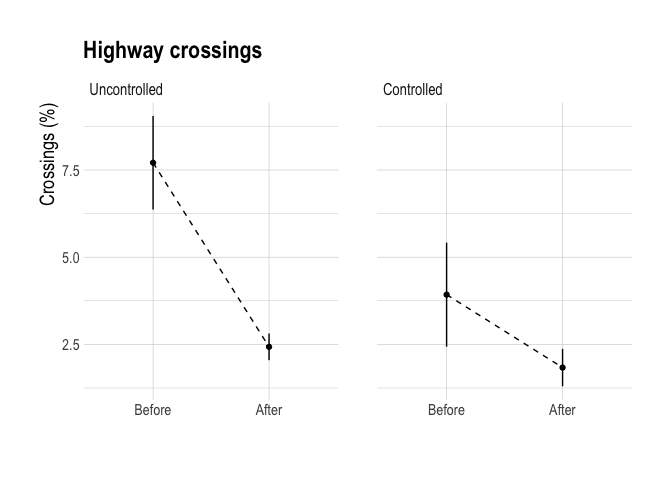 Highway crossings
Uncontrolled
Controlled
Crossings (%)
7.5
5.0
2.5
Before
After
Before
After